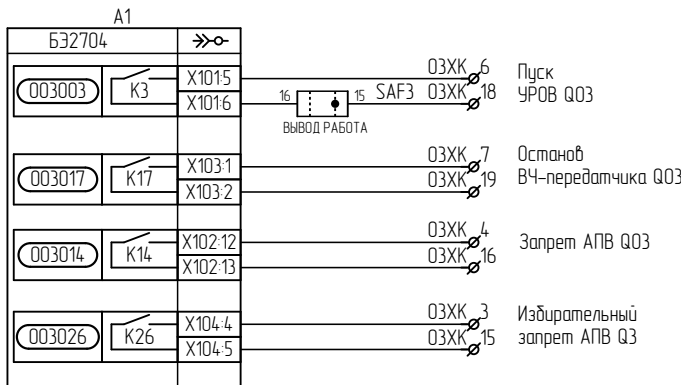 A1
БЭ2704
003003 K3 X101:5 03ХК 6 Пуск
X101:6 16 15 SAF3 03ХК 18 УРОВ Q03
ВЫВОД РАБОТА
003017 K17 X103:1 03ХК 7 Останов
X103:2 03ХК 19 ВЧ-передатчика Q03
003014 K14 X102:12 03ХК 4 Запрет АПВ Q03
X102:13 03ХК 16
003026 K26 X104:4 03ХК 3 Избирательный
X104:5 03ХК 15 запрет АПВ Q3